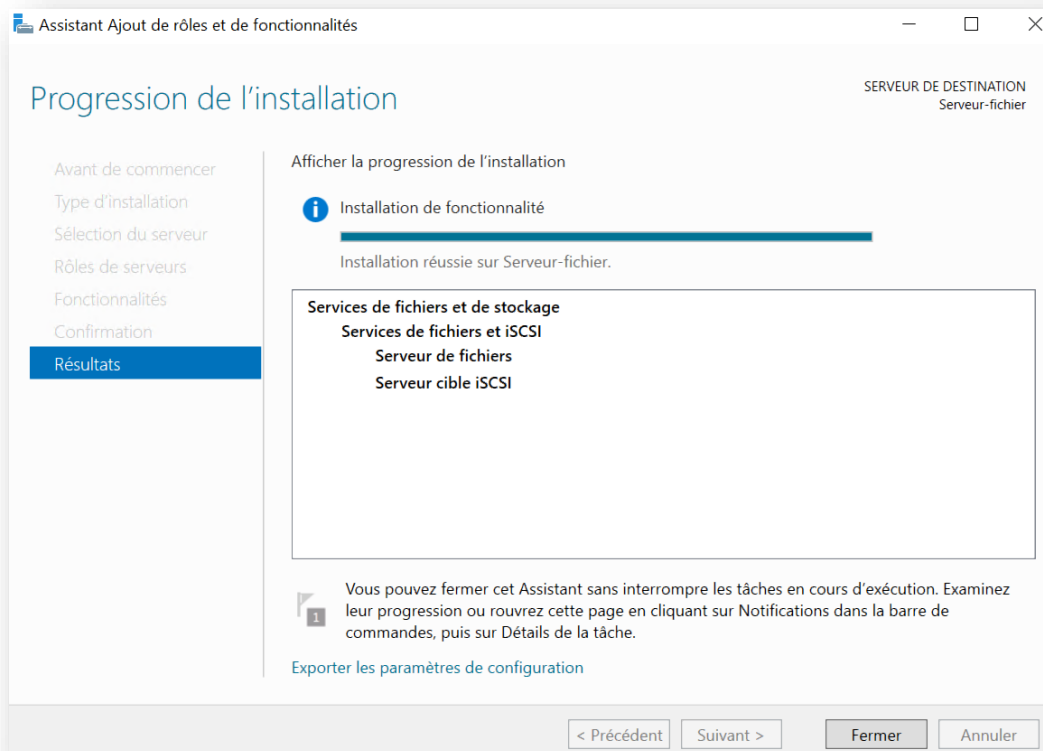 Assistant Ajout de rôles et de fonctionnalités
Progression de l'installation
SERVEUR DE DESTINATION
Serveur-fichier
Avant de commencer
Type d'installation
Sélection du serveur
Rôles de serveurs
Fonctionnalités
Confirmation
Résultats
Afficher la progression de l'installation
Installation de fonctionnalité
Installation réussie sur Serveur-fichier.
Services de fichiers et de stockage
Services de fichiers et iSCSI
Serveur de fichiers
Serveur cible iSCSI
1
Vous pouvez fermer cet Assistant sans interrompre les tâches en cours d'exécution. Examinez
leur progression ou rouvrez cette page en cliquant sur Notifications dans la barre de
commandes, puis sur Détails de la tâche.
Exporter les paramètres de configuration
< Précédent
Suivant >
Fermer
Annuler